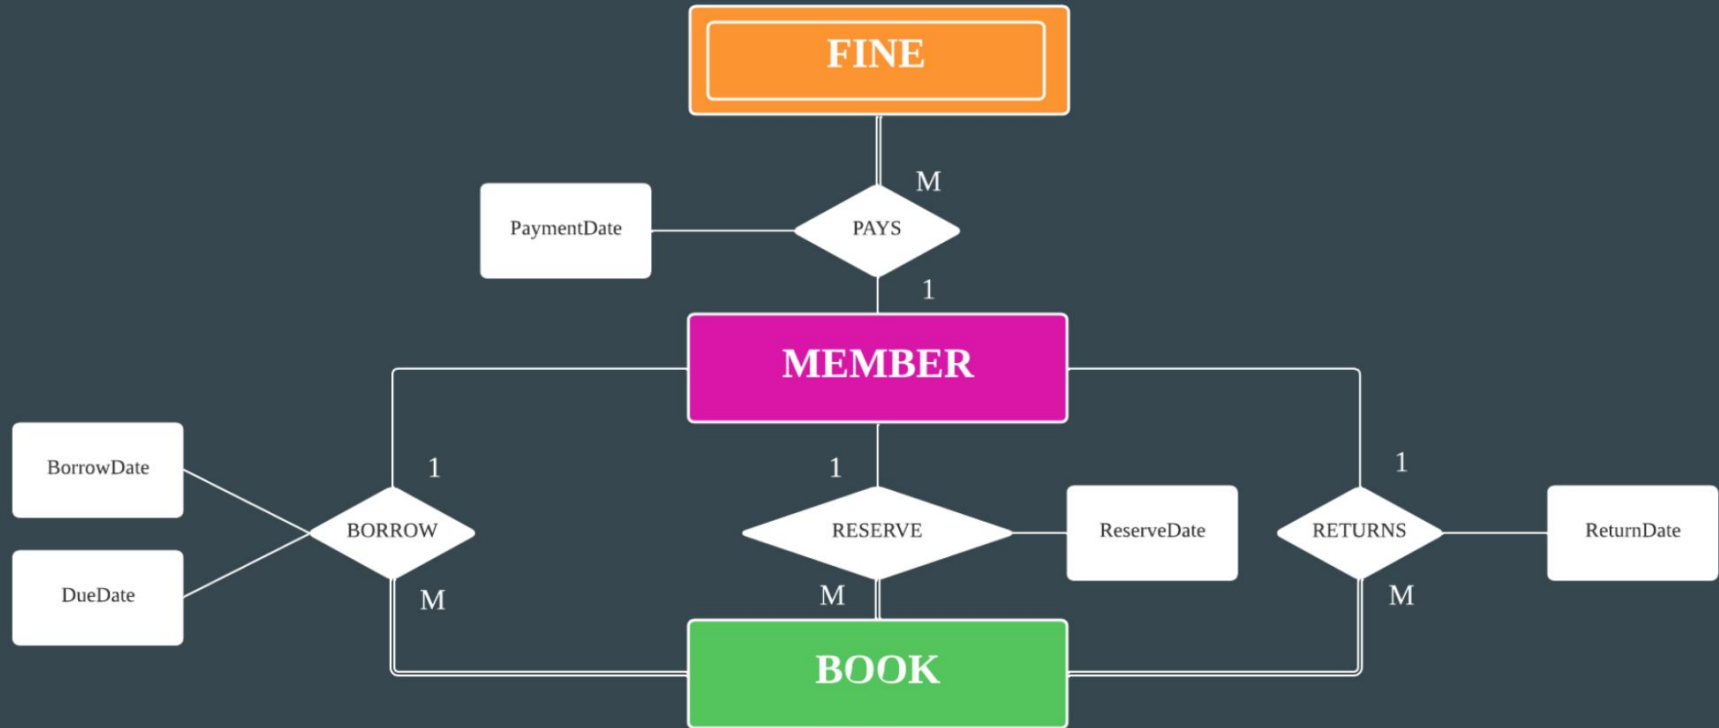 FINE
M
PaymentDate
PAYS
1
MEMBER
BorrowDate
1
1
1
BORROW
RESERVE
ReserveDate
RETURNS
ReturnDate
DueDate
M
M
M
BOOK